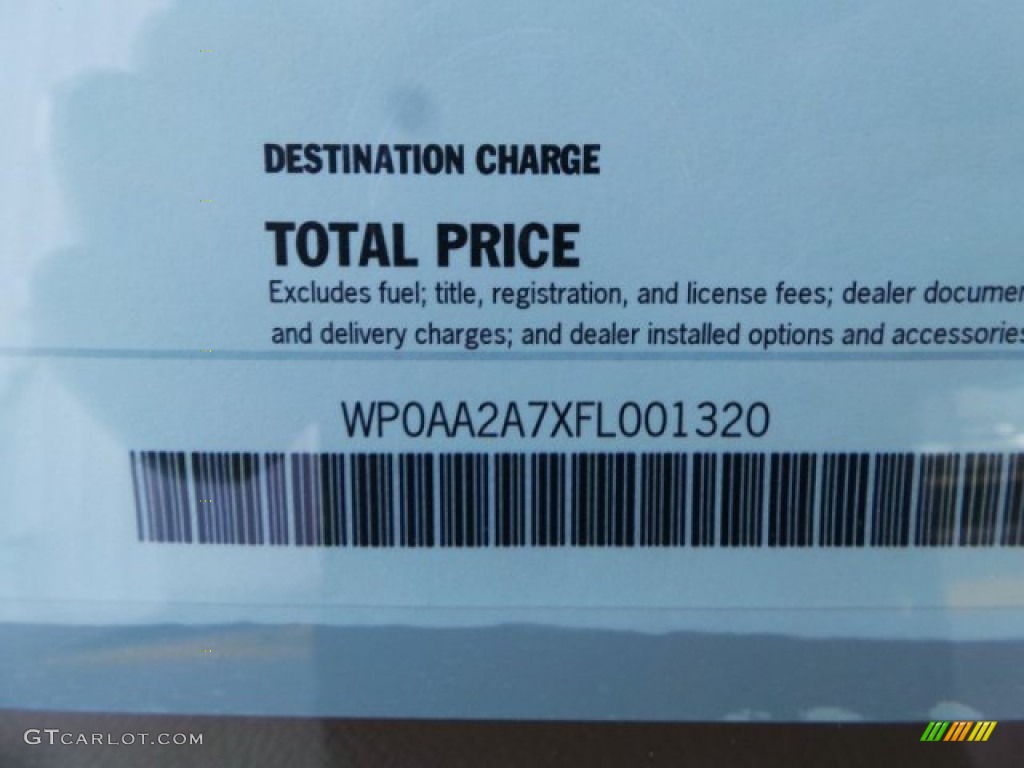 DESTINATION CHARGE
TOTAL PRICE
Excludes fuel; title, registration, and license fees; dealer documen
and delivery charges; and dealer installed options and accessories
WP0AA2A7XFL001320
GTCARLOT.COM